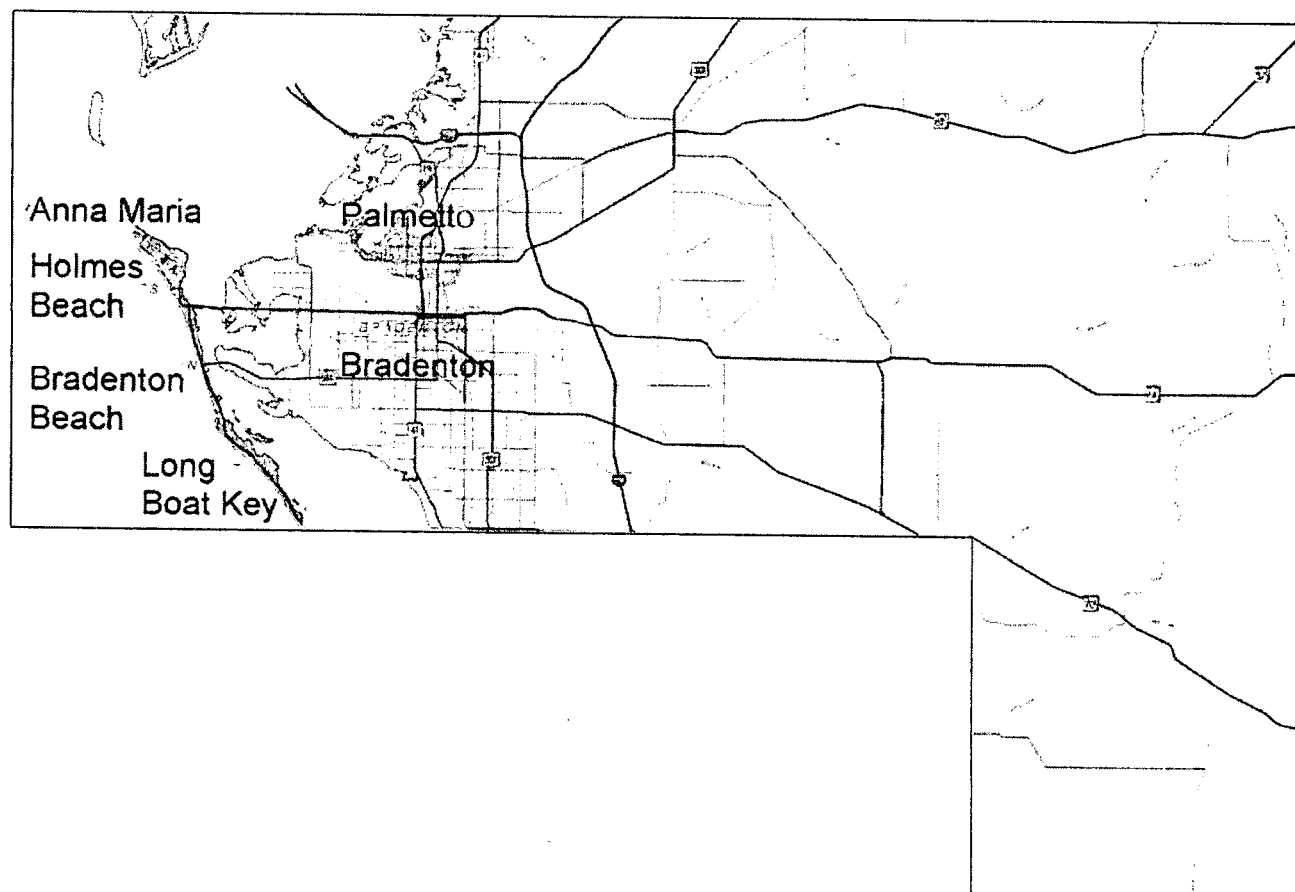 Anna Maria
Palmetto
Holmes
Beach
Bradenton
Bradenton
Beach
Long
Boat Key